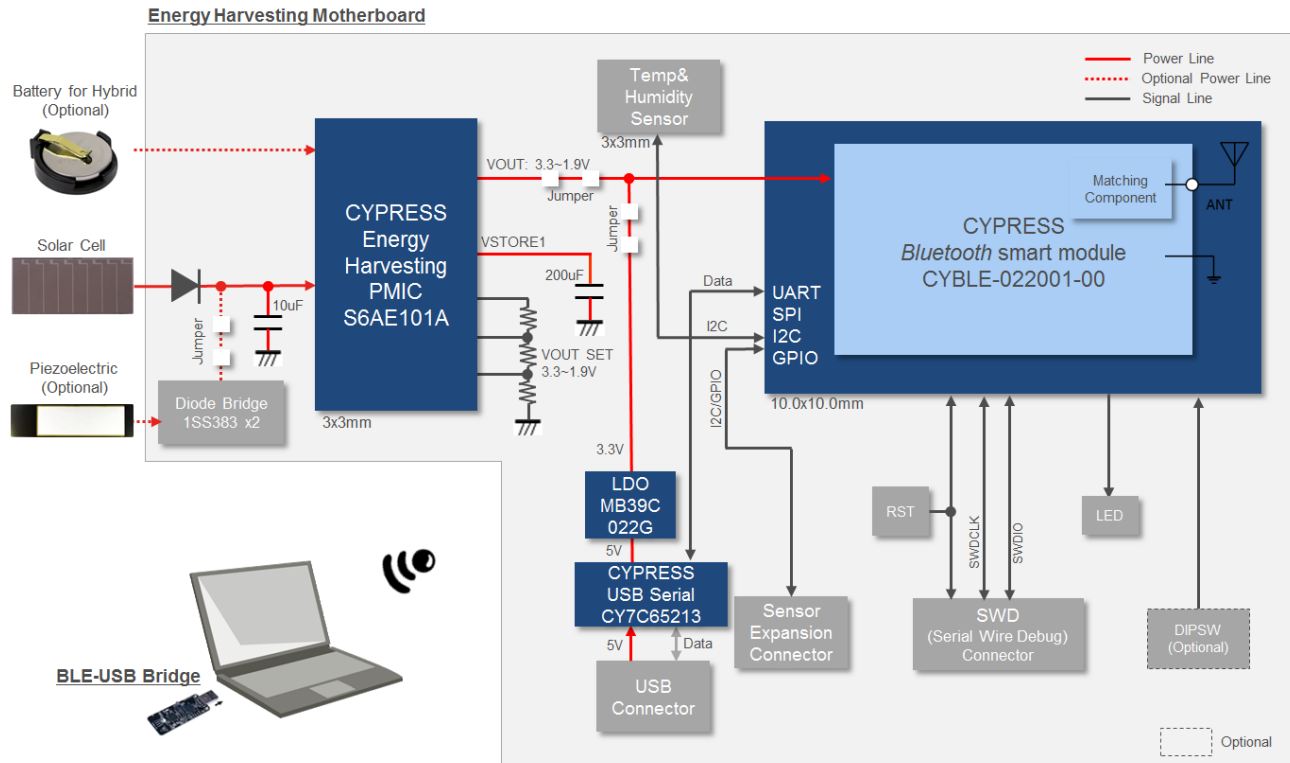 Energy Harvesting Motherboard
Power Line
Optional Power Line
Signal Line
Battery for Hybrid
(Optional)
Solar Cell
Piezoelectric
(Optional)
Jumper
10uF
Diode Bridge
1SS383 x2
CYPRESS
Energy
Harvesting
PMIC
S6AE101A
3x3mm
VOUT: 3.3~1.9V
Jumper
Jumper
VSTORE1
200uF
VOUT SET
3.3~1.9V
Temp&
Humidity
Sensor
3x3mm
Data
I2C
I2C/GPIO
UART
SPI
I2C
GPIO
CYPRESS
Bluetooth smart module
CYBLE-022001-00
Matching
Component
ANT
10.0x10.0mm
3.3V
LDO
MB39C
022G
5V
CYPRESS
USB Serial
CY7C65213
5V
Data
USB
Connector
Sensor
Expansion
Connector
RST
SWDCLK
SWDIO
SWD
(Serial Wire Debug)
Connector
LED
DIPSW
(Optional)
Optional
BLE-USB Bridge